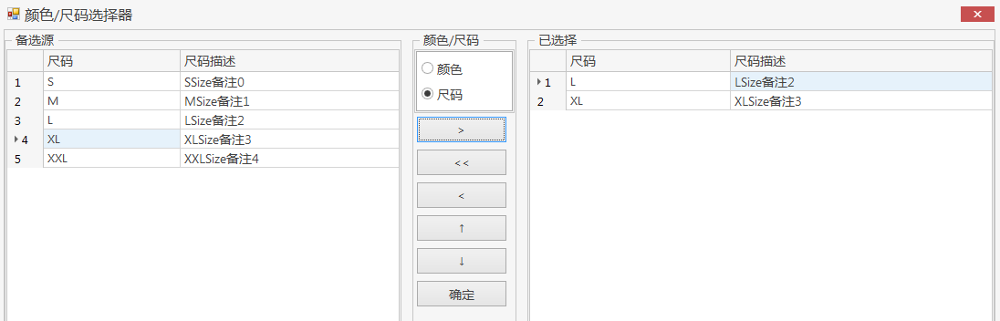 颜色/尺码选择器
备选源
尺码 尺码描述
1 S SSize备注0
2 M MSize备注1
3 L LSize备注2
4 XL XLSize备注3
5 XXL XXLSize备注4
颜色/尺码
颜色
尺码
>
<<
<
↑
↓
确定
已选择
尺码 尺码描述
1 L LSize备注2
2 XL XLSize备注3